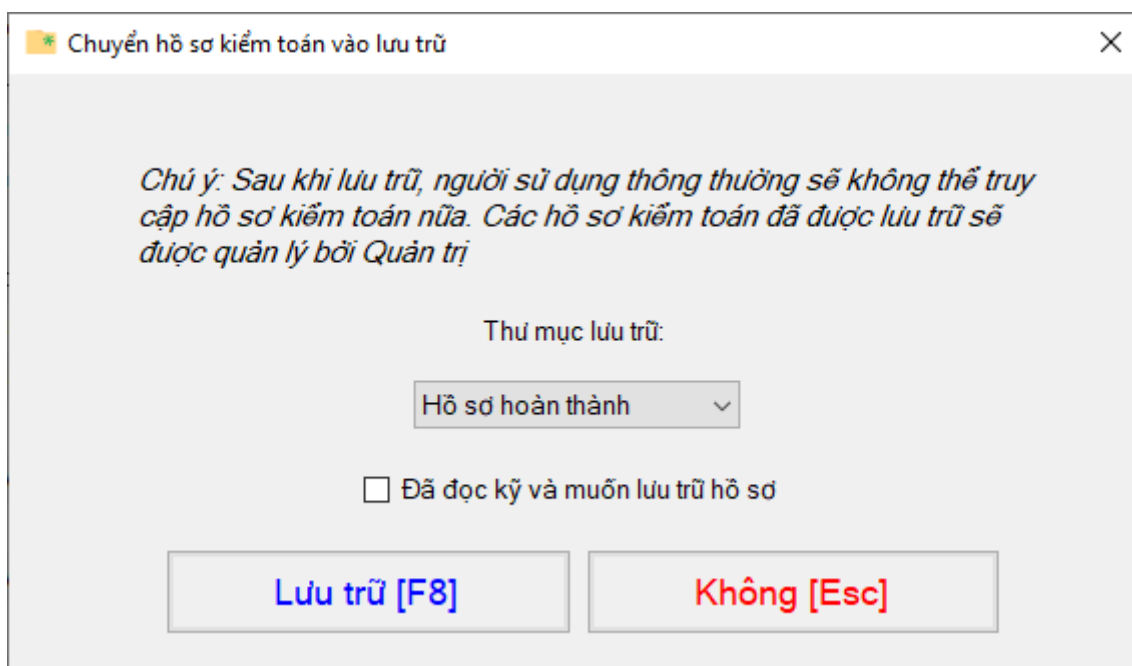 Chuyển hồ sơ kiểm toán vào lưu trữ
Chú ý: Sau khi lưu trữ, người sử dụng thông thường sẽ không thể truy
cập hồ sơ kiểm toán nữa. Các hồ sơ kiểm toán đã được lưu trữ sẽ
được quản lý bởi Quản trị
Thư mục lưu trữ:
Hồ sơ hoàn thành
Đã đọc kỹ và muốn lưu trữ hồ sơ
Lưu trữ [F8]
Không [Esc]